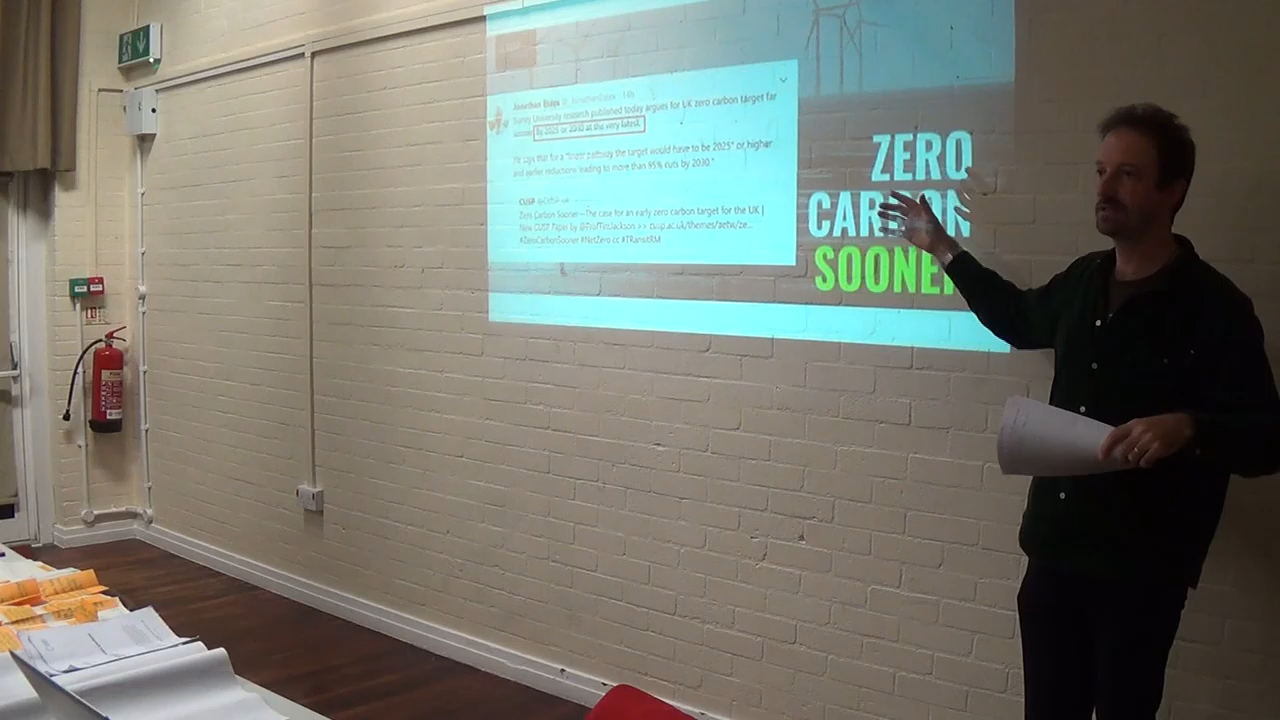 Jonathan Essex
Surrey University research published today argues for UK zero carbon target far
sooner. By 2025 or 2030 at the very latest.
He says that for a "linear pathway the target would have to be 2025" or higher
and earlier reductions "leading to more than 95% cuts by 2030."
CUSP
Zero Carbon Sooner—The case for an early zero carbon target for the UK |
New CUSP Paper by @ProfTimJackson >> cusp.ac.uk/themes/aetw/ze...
#ZeroCarbonSooner #NetZero cc #TRansitRM
ZERO
CARBON
SOONER